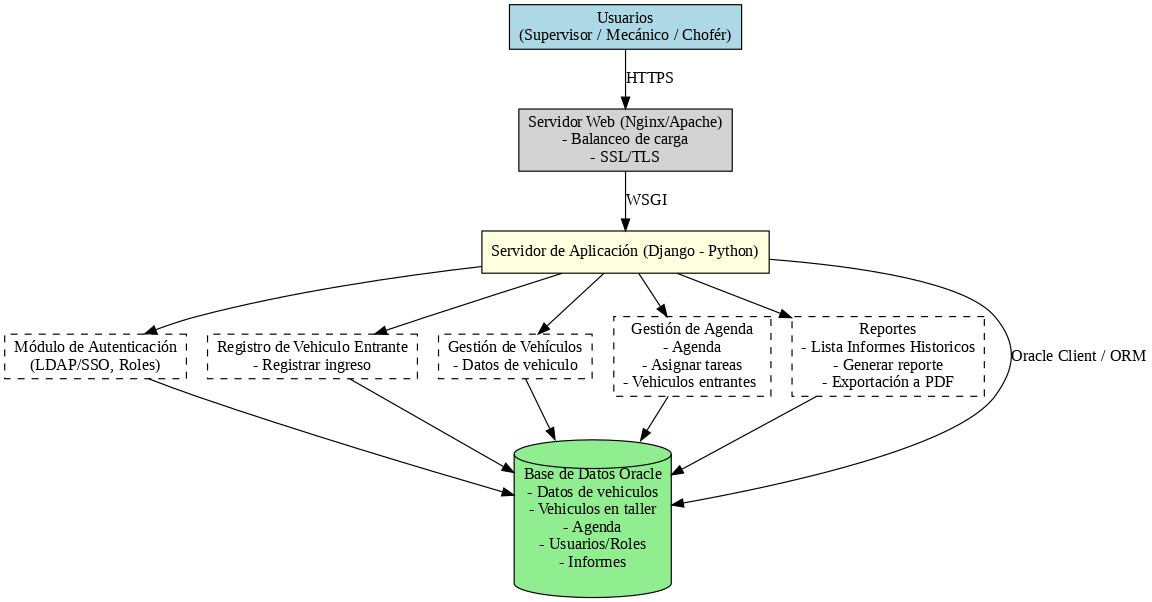 Usuarios
(Supervisor / Mecánico / Chofér)
HTTPS
Servidor Web (Nginx/Apache)
- Balanceo de carga
- SSL/TLS
WSGI
Servidor de Aplicación (Django - Python)
Módulo de Autenticación
(LDAP/SSO, Roles)
Registro de Vehiculo Entrante
- Registrar ingreso
Gestión de Vehículos
- Datos de vehiculo
Gestión de Agenda
- Agenda
- Asignar tareas
- Vehiculos entrantes
Reportes
- Lista Informes Historicos
- Generar reporte
- Exportación a PDF
Oracle Client / ORM
Base de Datos Oracle
- Datos de vehiculos
- Vehiculos en taller
- Agenda
- Usuarios/Roles
- Informes